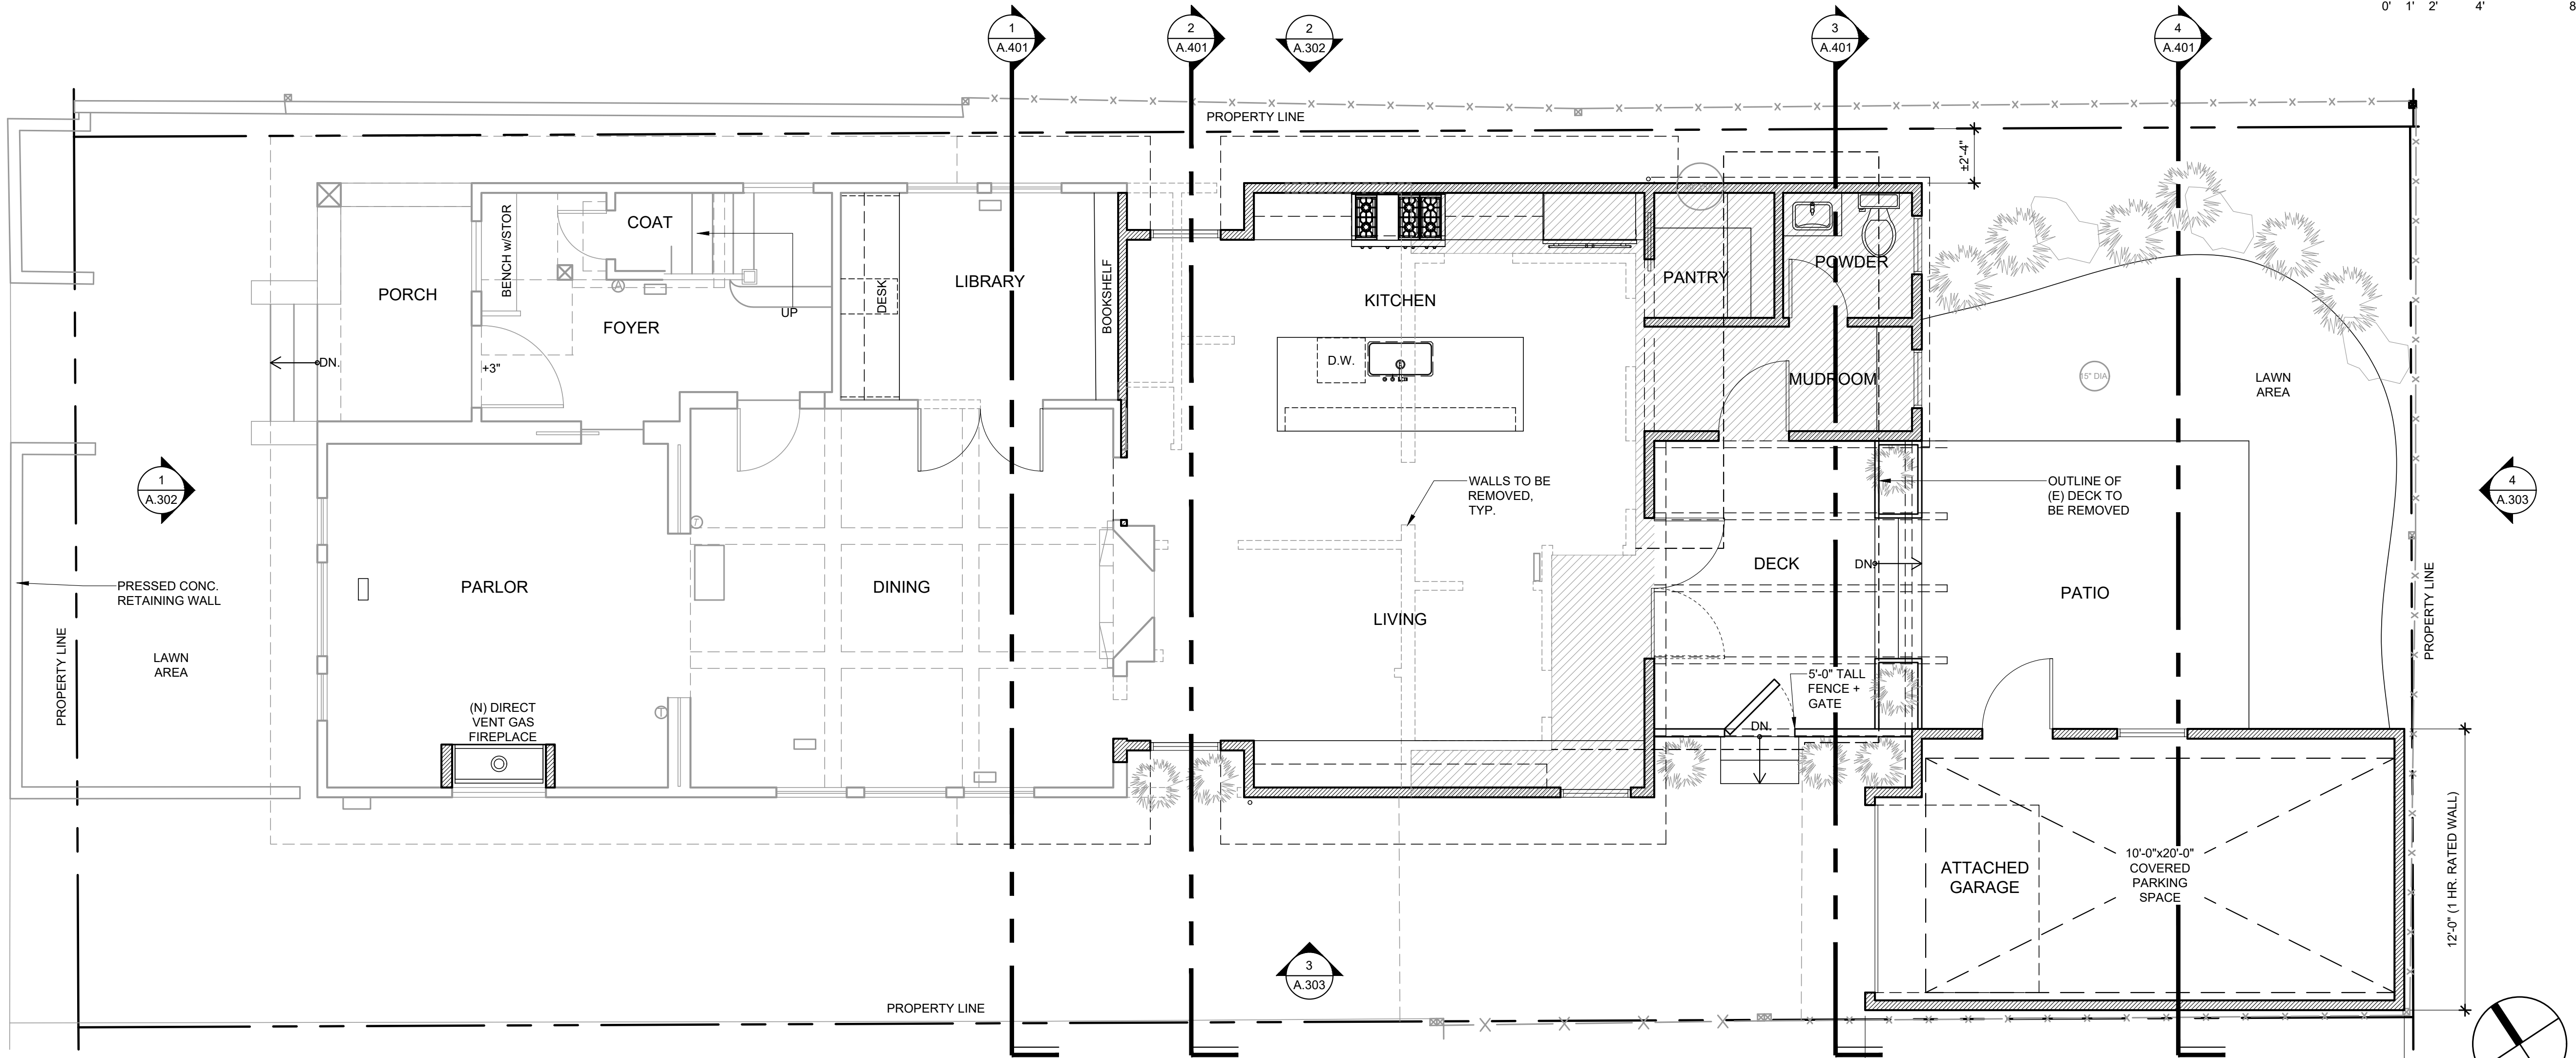 0' 1' 2' 4' 8
1
A.401
2
A.401
2
A.302
3
A.401
4
A.401
PROPERTY LINE
±2'-4"
COAT
BENCH w/STOR
PORCH
FOYER
UP
+3"
DN.
DESK
LIBRARY
BOOKSHELF
KITCHEN
D.W.
PANTRY
POWDER
MUDROOM
15" DIA
LAWN
AREA
1
A.302
WALLS TO BE
REMOVED,
TYP.
OUTLINE OF
(E) DECK TO
BE REMOVED
4
A.303
PRESSED CONC.
RETAINING WALL
PARLOR
DINING
LIVING
DECK
DN
PATIO
PROPERTY LINE
PROPERTY LINE
LAWN
AREA
A
T
T
(N) DIRECT
VENT GAS
FIREPLACE
5'-0" TALL
FENCE +
GATE
DN.
ATTACHED
GARAGE
10'-0"x20'-0"
COVERED
PARKING
SPACE
12'-0" (1 HR. RATED WALL)
3
A.303
PROPERTY LINE